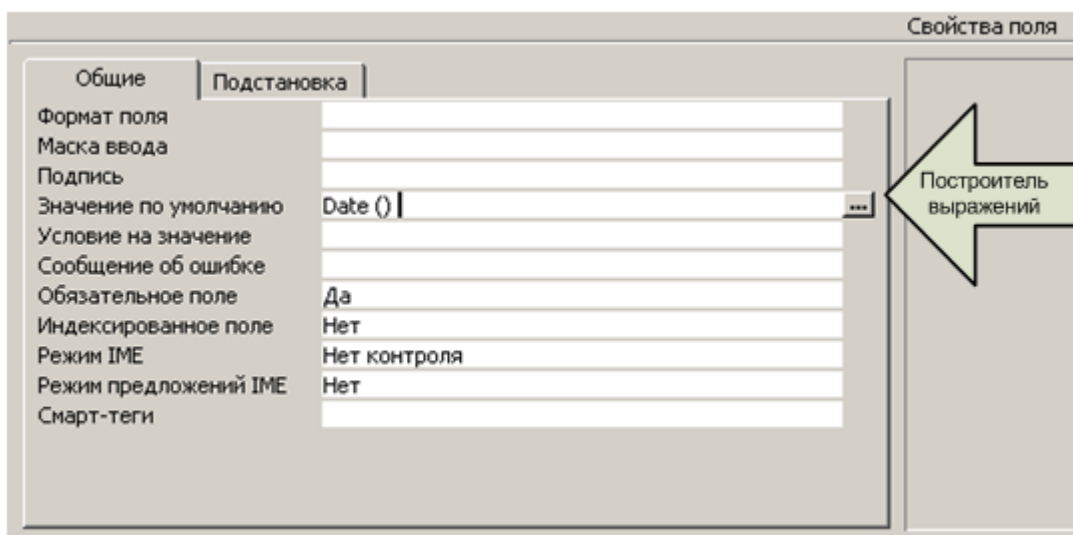 Свойства поля
Общие
Подстановка
Формат поля
Маска ввода
Подпись
Значение по умолчанию Date () ...
Условие на значение
Сообщение об ошибке
Обязательное поле Да
Индексированное поле Нет
Режим IME Нет контроля
Режим предложений IME Нет
Смарт-теги
Построитель
выражений